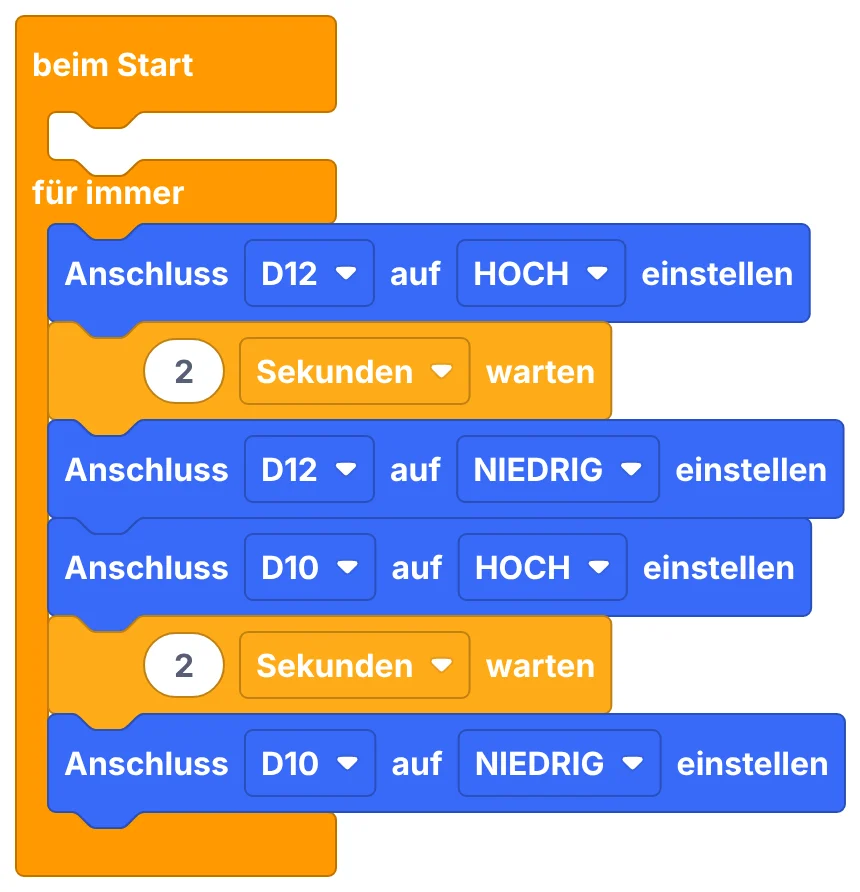 beim Start
für immer
Anschluss D12 auf HOCH einstellen
2 Sekunden warten
Anschluss D12 auf NIEDRIG einstellen
Anschluss D10 auf HOCH einstellen
2 Sekunden warten
Anschluss D10 auf NIEDRIG einstellen